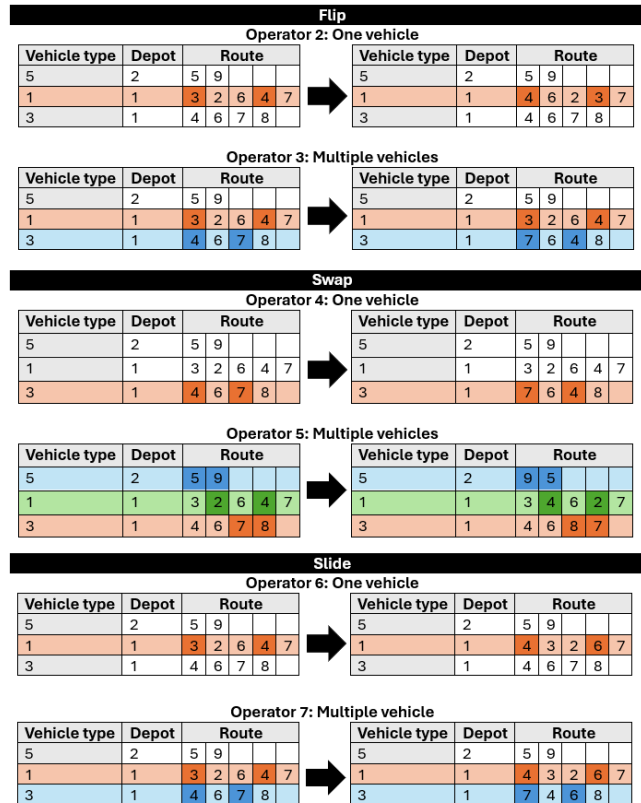 Flip
Operator 2: One vehicle
Vehicle type Depot Route Vehicle type Depot Route
5 2 5 9 5 2 5 9
1 1 3 2 6 4 7 1 1 4 6 2 3 7
3 1 4 6 7 8 3 1 4 6 7 8
Operator 3: Multiple vehicles
Vehicle type Depot Route Vehicle type Depot Route
5 2 5 9 5 2 5 9
1 1 3 2 6 4 7 1 1 3 2 6 4 7
3 1 4 6 7 8 3 1 7 6 4 8
Swap
Operator 4: One vehicle
Vehicle type Depot Route Vehicle type Depot Route
5 2 5 9 5 2 5 9
1 1 3 2 6 4 7 1 1 3 2 6 4 7
3 1 4 6 7 8 3 1 7 6 4 8
Operator 5: Multiple vehicles
Vehicle type Depot Route Vehicle type Depot Route
5 2 5 9 5 2 9 5
1 1 3 2 6 4 7 1 1 3 4 6 2 7
3 1 4 6 7 8 3 1 4 6 8 7
Slide
Operator 6: One vehicle
Vehicle type Depot Route Vehicle type Depot Route
5 2 5 9 5 2 5 9
1 1 3 2 6 4 7 1 1 4 3 2 6 7
3 1 4 6 7 8 3 1 4 6 7 8
Operator 7: Multiple vehicle
Vehicle type Depot Route Vehicle type Depot Route
5 2 5 9 5 2 5 9
1 1 3 2 6 4 7 1 1 4 3 2 6 7
3 1 4 6 7 8 3 1 7 4 6 8